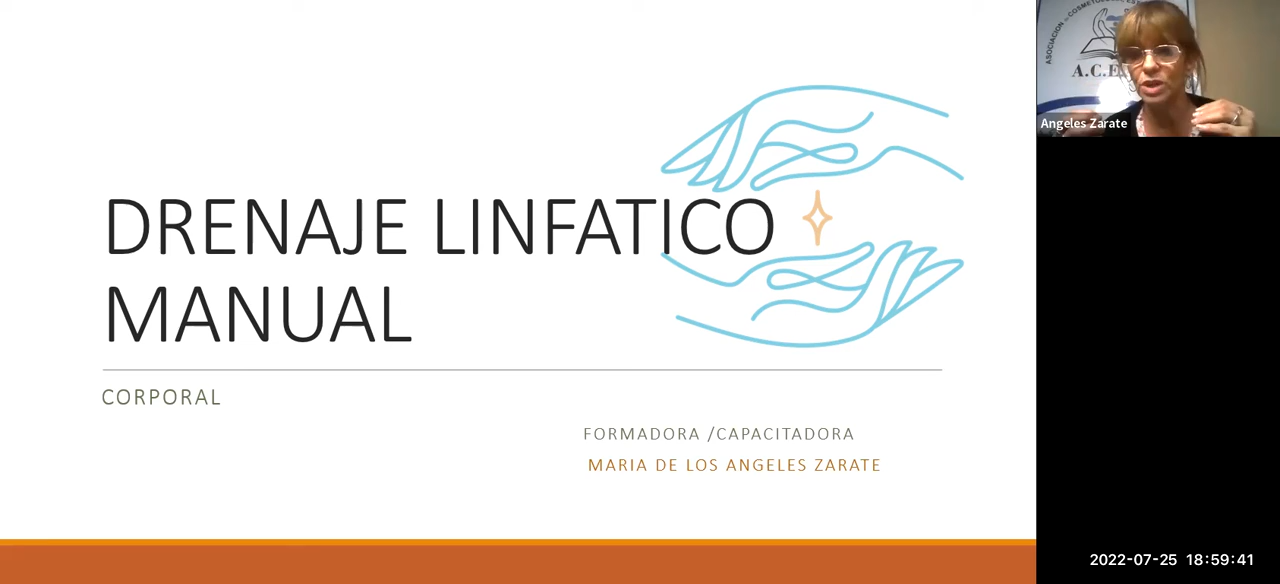 DRENAJE LINFATICO
MANUAL
CORPORAL
FORMADORA /CAPACITADORA
MARIA DE LOS ANGELES ZARATE
A.C.E
Angeles Zarate
2022-07-25 18:59:41